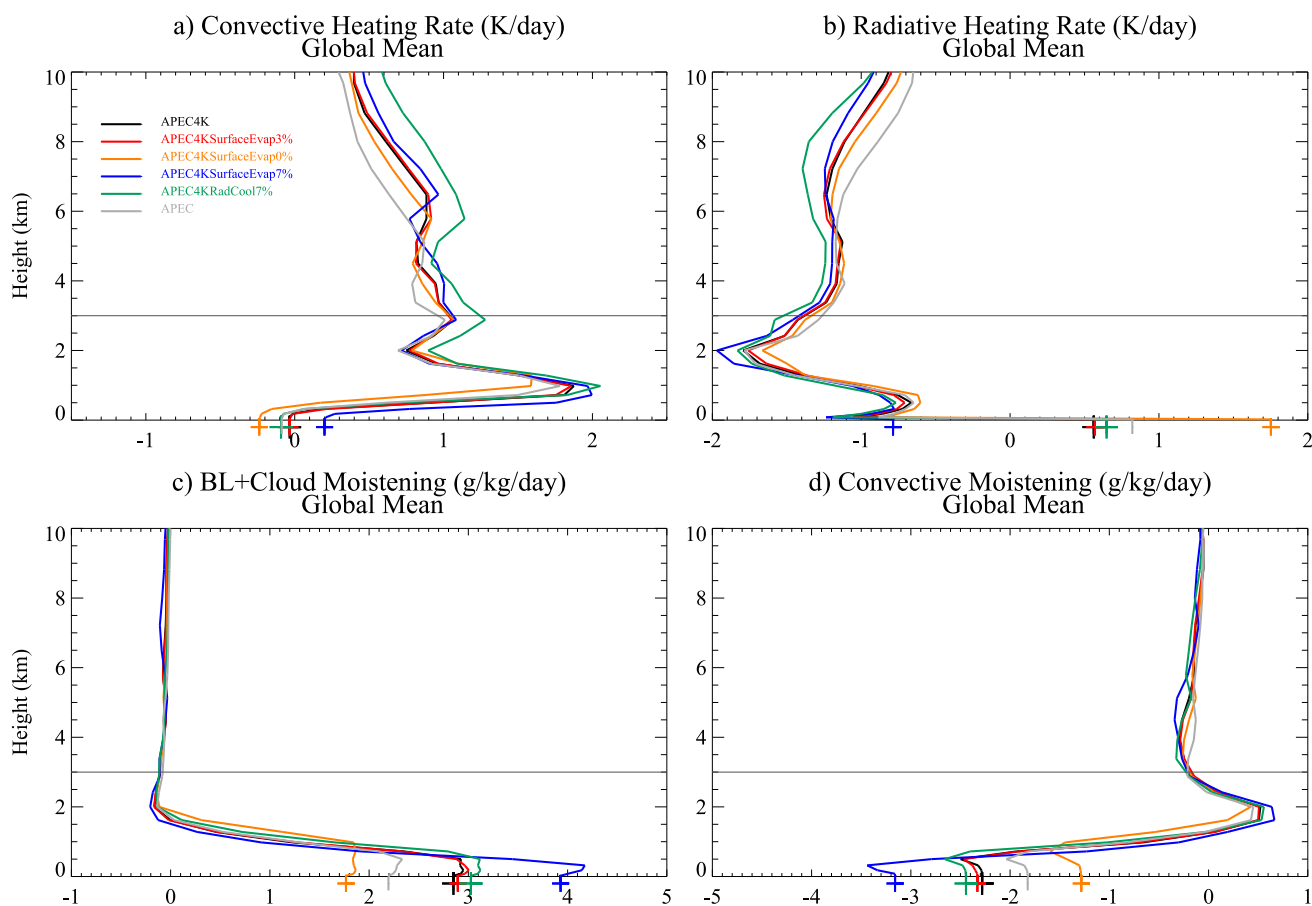 a) Convective Heating Rate (K/day)
Global Mean
b) Radiative Heating Rate (K/day)
Global Mean
10
8
6
4
2
0
Height (km)
APEC4K
APEC4KSurfaceEvap3%
APEC4KSurfaceEvap0%
APEC4KSurfaceEvap7%
APEC4KRadCool7%
APEC
-1 0 1 2
10
8
6
4
2
0
-2 -1 0 1 2
c) BL+Cloud Moistening (g/kg/day)
Global Mean
d) Convective Moistening (g/kg/day)
Global Mean
10
8
6
4
2
0
Height (km)
-1 0 1 2 3 4 5
10
8
6
4
2
0
-5 -4 -3 -2 -1 0 1